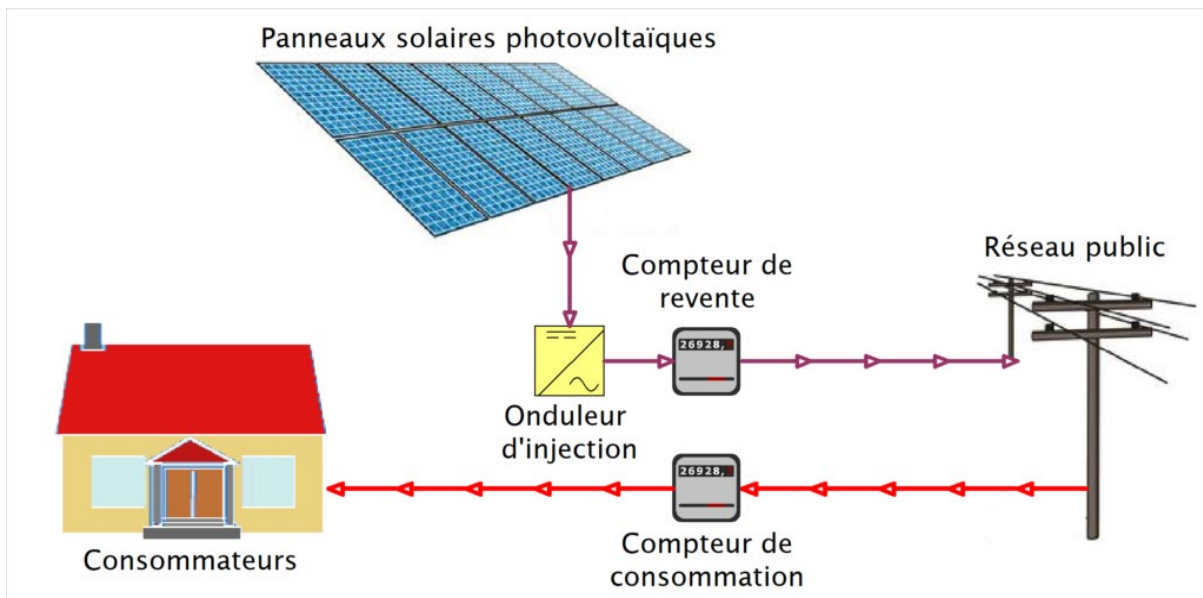 Panneaux solaires photovoltaïques
Compteur de
revente
Réseau public
26928,
Onduleur
d'injection
26928,
Consommateurs
Compteur de
consommation